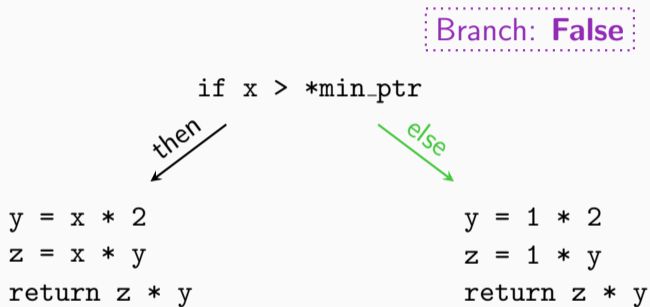 Branch: False
if x > *min_ptr
then
else
y = x * 2
z = x * y
return z * y
y = 1 * 2
z = 1 * y
return z * y